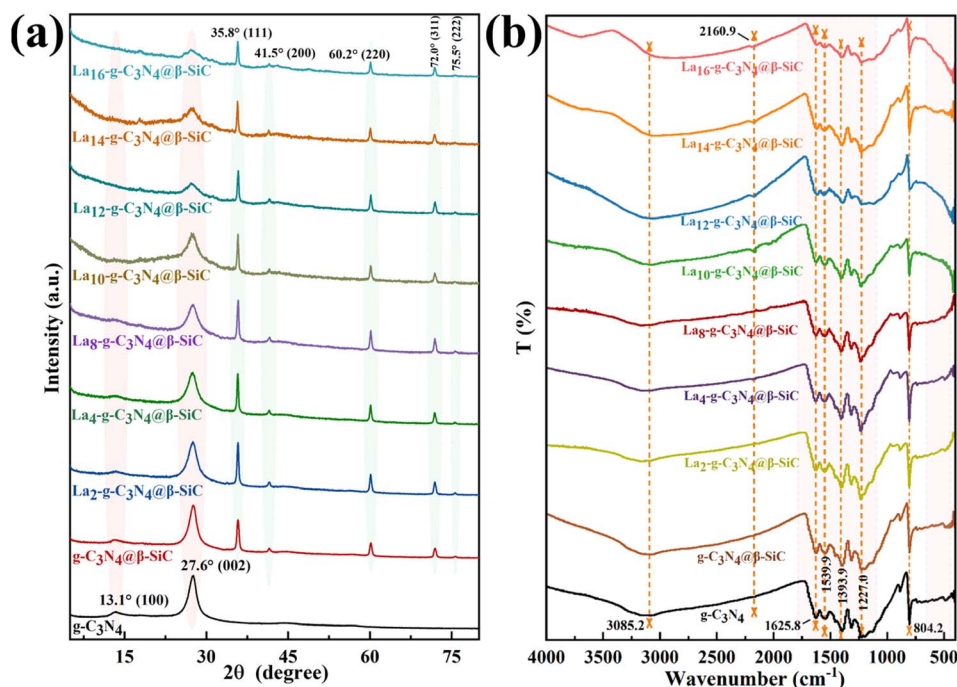 (a)
35.8° (111)
41.5° (200)
60.2° (220)
72.0° (311)
75.5° (222)
La₁₆-g-C₃N₄@β-SiC
La₁₄-g-C₃N₄@β-SiC
La₁₂-g-C₃N₄@β-SiC
La₁₀-g-C₃N₄@β-SiC
La₈-g-C₃N₄@β-SiC
La₄-g-C₃N₄@β-SiC
La₂-g-C₃N₄@β-SiC
g-C₃N₄@β-SiC
27.6° (002)
13.1° (100)
g-C₃N₄
Intensity (a.u.)
15 30 45 60 75
2θ (degree)
(b)
2160.9
La₁₆-g-C₃N₄@β-SiC
La₁₄-g-C₃N₄@β-SiC
La₁₂-g-C₃N₄@β-SiC
La₁₀-g-C₃N₄@β-SiC
La₈-g-C₃N₄@β-SiC
La₄-g-C₃N₄@β-SiC
La₂-g-C₃N₄@β-SiC
g-C₃N₄@β-SiC
1539.9
1393.9
1227.0
g-C₃N₄
3085.2
1625.8
804.2
T (%)
4000 3500 3000 2500 2000 1500 1000 500
Wavenumber (cm⁻¹)